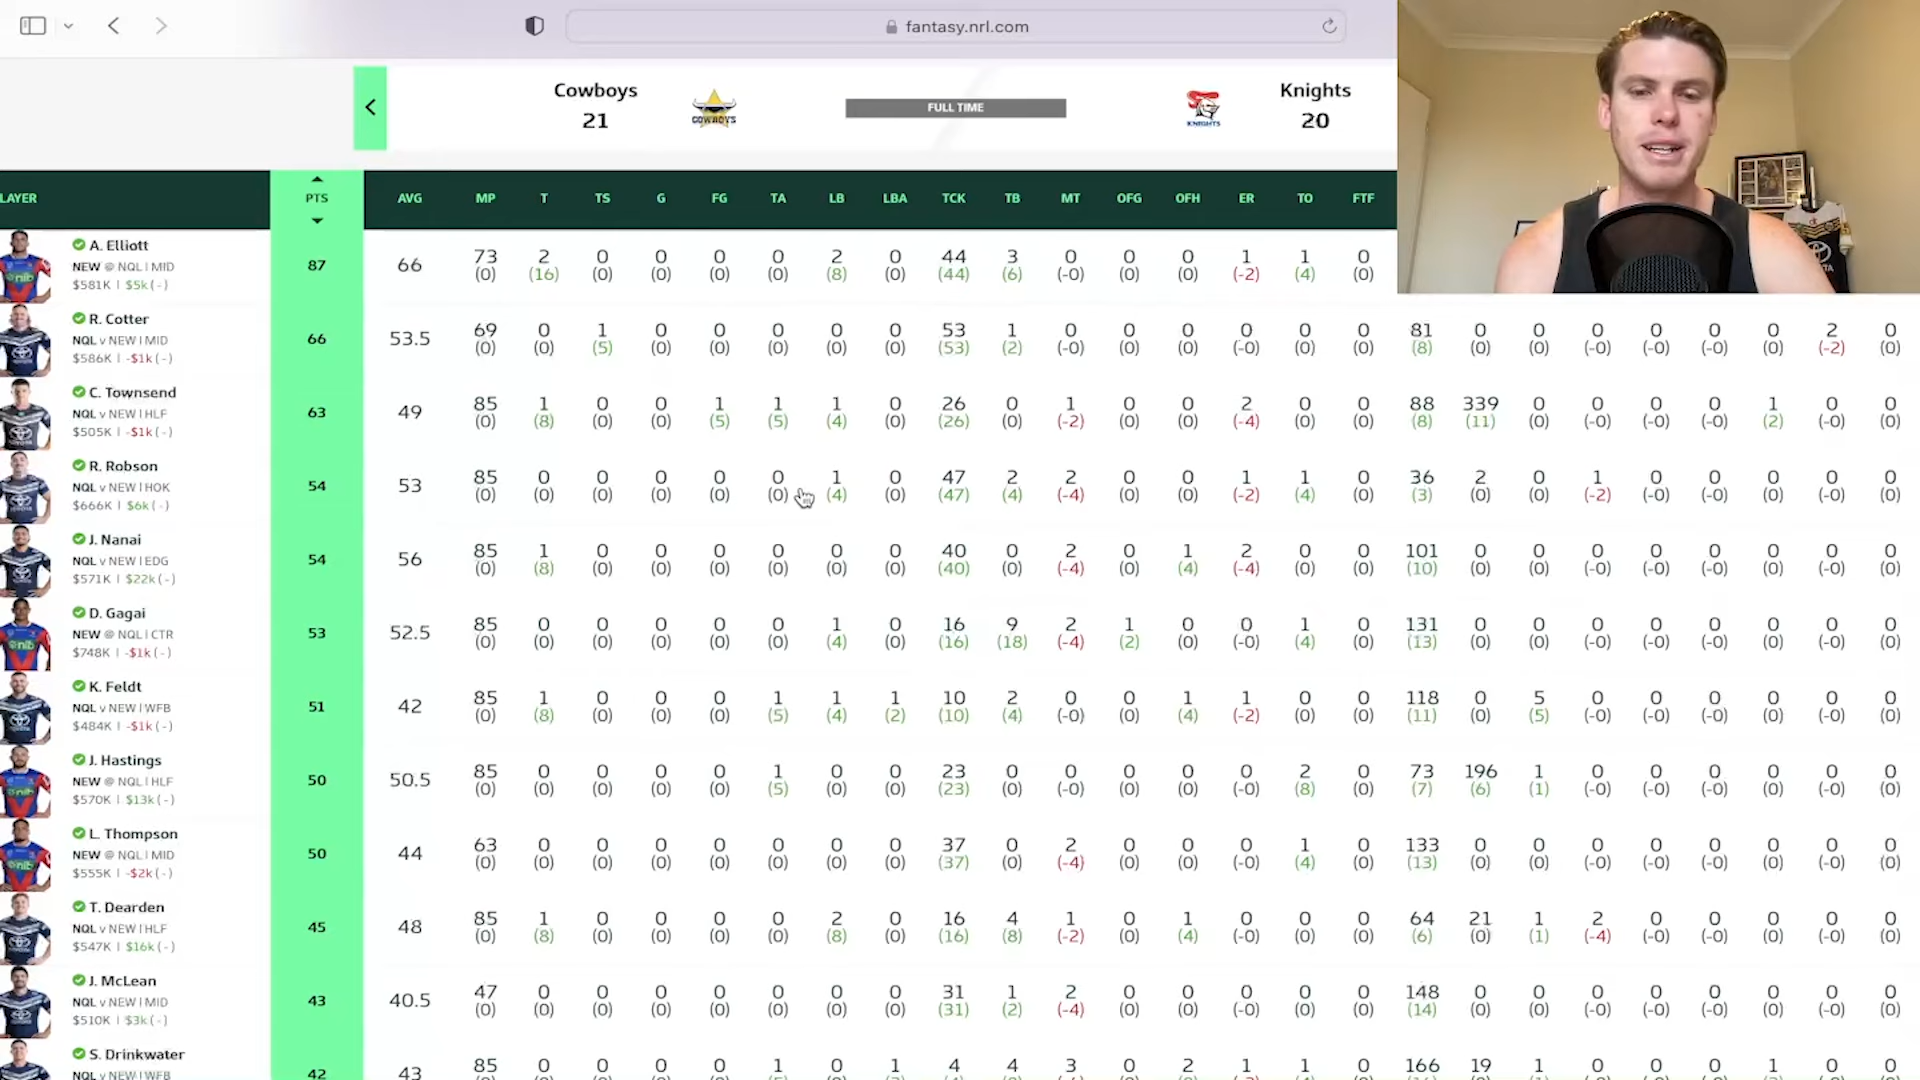 fantasy.nrl.com
Cowboys
21
COWBOYS
FULL TIME
KNIGHTS
Knights
20
LAYER PTS AVG MP T TS G FG TA LB LBA TCK TB MT OFG OFH ER TO FTF
A. Elliott
NEW @ NQL | MID
$581K | $5k (-)
87 66 73 2 0 0 0 0 2 0 44 3 0 0 0 1 1 0
(0) (16) (0) (0) (0) (0) (8) (0) (44) (6) (-0) (0) (0) (-2) (4) (0)
R. Cotter
NQL v NEW | MID
$586K | -$1k (-)
66 53.5 69 0 1 0 0 0 0 0 53 1 0 0 0 0 0 0 81 0 0 0 0 0 0 2 0
(0) (0) (5) (0) (0) (0) (0) (0) (53) (2) (-0) (0) (0) (-0) (0) (0) (8) (0) (0) (-0) (-0) (-0) (0) (-2) (0)
C. Townsend
NQL v NEW | HLF
$505K | -$1k (-)
63 49 85 1 0 0 1 1 1 0 26 0 1 0 0 2 0 0 88 339 0 0 0 0 1 0 0
(0) (8) (0) (0) (5) (5) (4) (0) (26) (0) (-2) (0) (0) (-4) (0) (0) (8) (11) (0) (-0) (-0) (-0) (2) (-0) (0)
R. Robson
NQL v NEW | HOK
$666K | $6k (-)
54 53 85 0 0 0 0 0 1 0 47 2 2 0 0 1 1 0 36 2 0 1 0 0 0 0 0
(0) (0) (0) (0) (0) (0) (4) (0) (47) (4) (-4) (0) (0) (-2) (4) (0) (3) (0) (0) (-2) (-0) (-0) (0) (-0) (0)
J. Nanai
NQL v NEW | EDG
$571K | $22k (-)
54 56 85 1 0 0 0 0 0 0 40 0 2 0 1 2 0 0 101 0 0 0 0 0 0 0 0
(0) (8) (0) (0) (0) (0) (0) (0) (40) (0) (-4) (0) (4) (-4) (0) (0) (10) (0) (0) (-0) (-0) (-0) (0) (-0) (0)
D. Gagai
NEW @ NQL | CTR
$748K | -$1k (-)
53 52.5 85 0 0 0 0 0 1 0 16 9 2 1 0 0 1 0 131 0 0 0 0 0 0 0 0
(0) (0) (0) (0) (0) (0) (4) (0) (16) (18) (-4) (2) (0) (-0) (4) (0) (13) (0) (0) (-0) (-0) (-0) (0) (-0) (0)
K. Feldt
NQL v NEW | WFB
$484K | -$1k (-)
51 42 85 1 0 0 0 1 1 1 10 2 0 0 1 1 0 0 118 0 5 0 0 0 0 0 0
(0) (8) (0) (0) (0) (5) (4) (2) (10) (4) (-0) (0) (4) (-2) (0) (0) (11) (0) (5) (-0) (-0) (-0) (0) (-0) (0)
J. Hastings
NEW @ NQL | HLF
$570K | $13k (-)
50 50.5 85 0 0 0 0 1 0 0 23 0 0 0 0 0 2 0 73 196 1 0 0 0 0 0 0
(0) (0) (0) (0) (0) (5) (0) (0) (23) (0) (-0) (0) (0) (-0) (8) (0) (7) (6) (1) (-0) (-0) (-0) (0) (-0) (0)
L. Thompson
NEW @ NQL | MID
$555K | -$2k (-)
50 44 63 0 0 0 0 0 0 0 37 0 2 0 0 0 1 0 133 0 0 0 0 0 0 0 0
(0) (0) (0) (0) (0) (0) (0) (0) (37) (0) (-4) (0) (0) (-0) (4) (0) (13) (0) (0) (-0) (-0) (-0) (0) (-0) (0)
T. Dearden
NQL v NEW | HLF
$547K | $16k (-)
45 48 85 1 0 0 0 0 2 0 16 4 1 0 1 0 0 0 64 21 1 2 0 0 0 0 0
(0) (8) (0) (0) (0) (0) (8) (0) (16) (8) (-2) (0) (4) (-0) (0) (0) (6) (0) (1) (-4) (-0) (-0) (0) (-0) (0)
J. McLean
NQL v NEW | MID
$510K | $3k (-)
43 40.5 47 0 0 0 0 0 0 0 31 1 2 0 0 0 0 0 148 0 0 0 0 0 0 0 0
(0) (0) (0) (0) (0) (0) (0) (0) (31) (2) (-4) (0) (0) (-0) (0) (0) (14) (0) (0) (-0) (-0) (-0) (0) (-0) (0)
S. Drinkwater
NQL v NEW | WFB
42 43 85 0 0 0 0 1 0 1 4 4 3 0 2 1 1 0 166 19 1 0 0 0 1 0 0